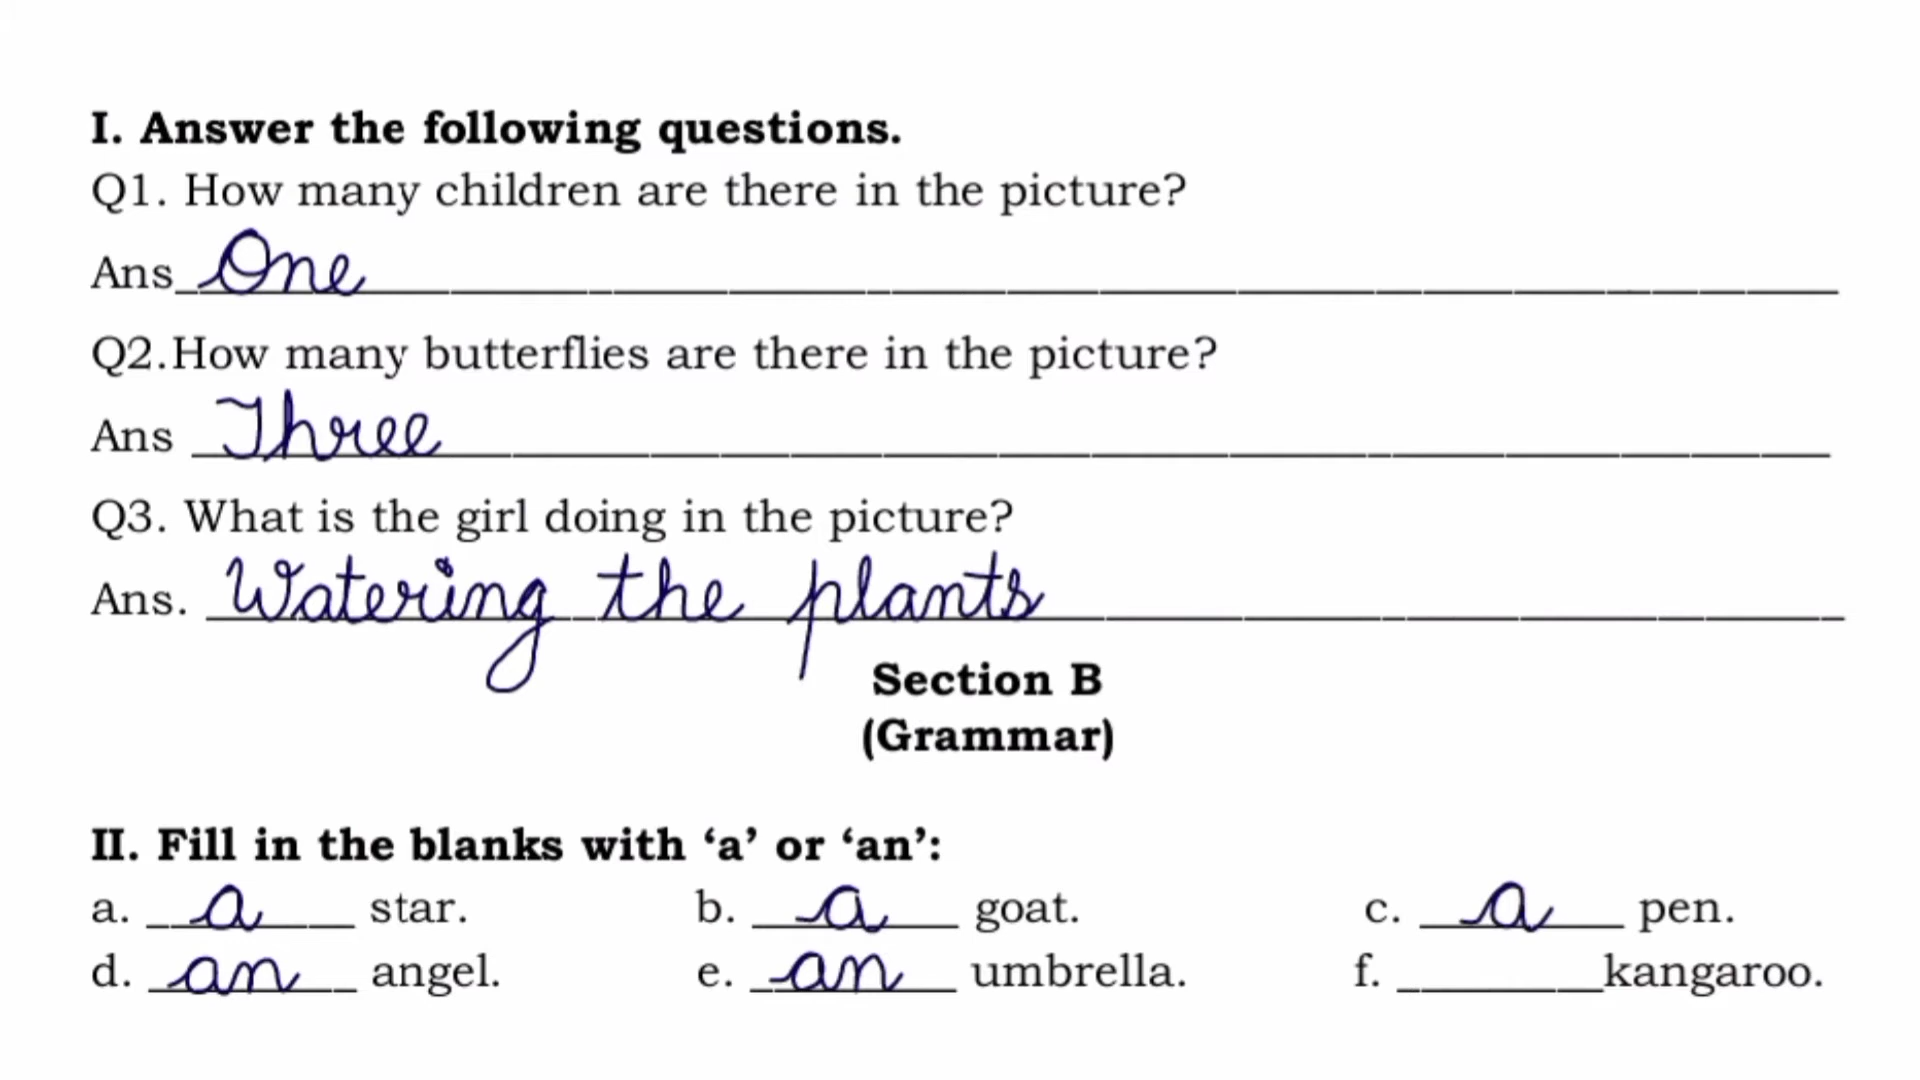 I. Answer the following questions.
Q1. How many children are there in the picture?
Ans One
Q2.How many butterflies are there in the picture?
Ans Three
Q3. What is the girl doing in the picture?
Ans. Watering the plants
Section B
(Grammar)
II. Fill in the blanks with ‘a’ or ‘an’:
a. a star. b. a goat. c. a pen.
d. an angel. e. an umbrella. f. ________kangaroo.